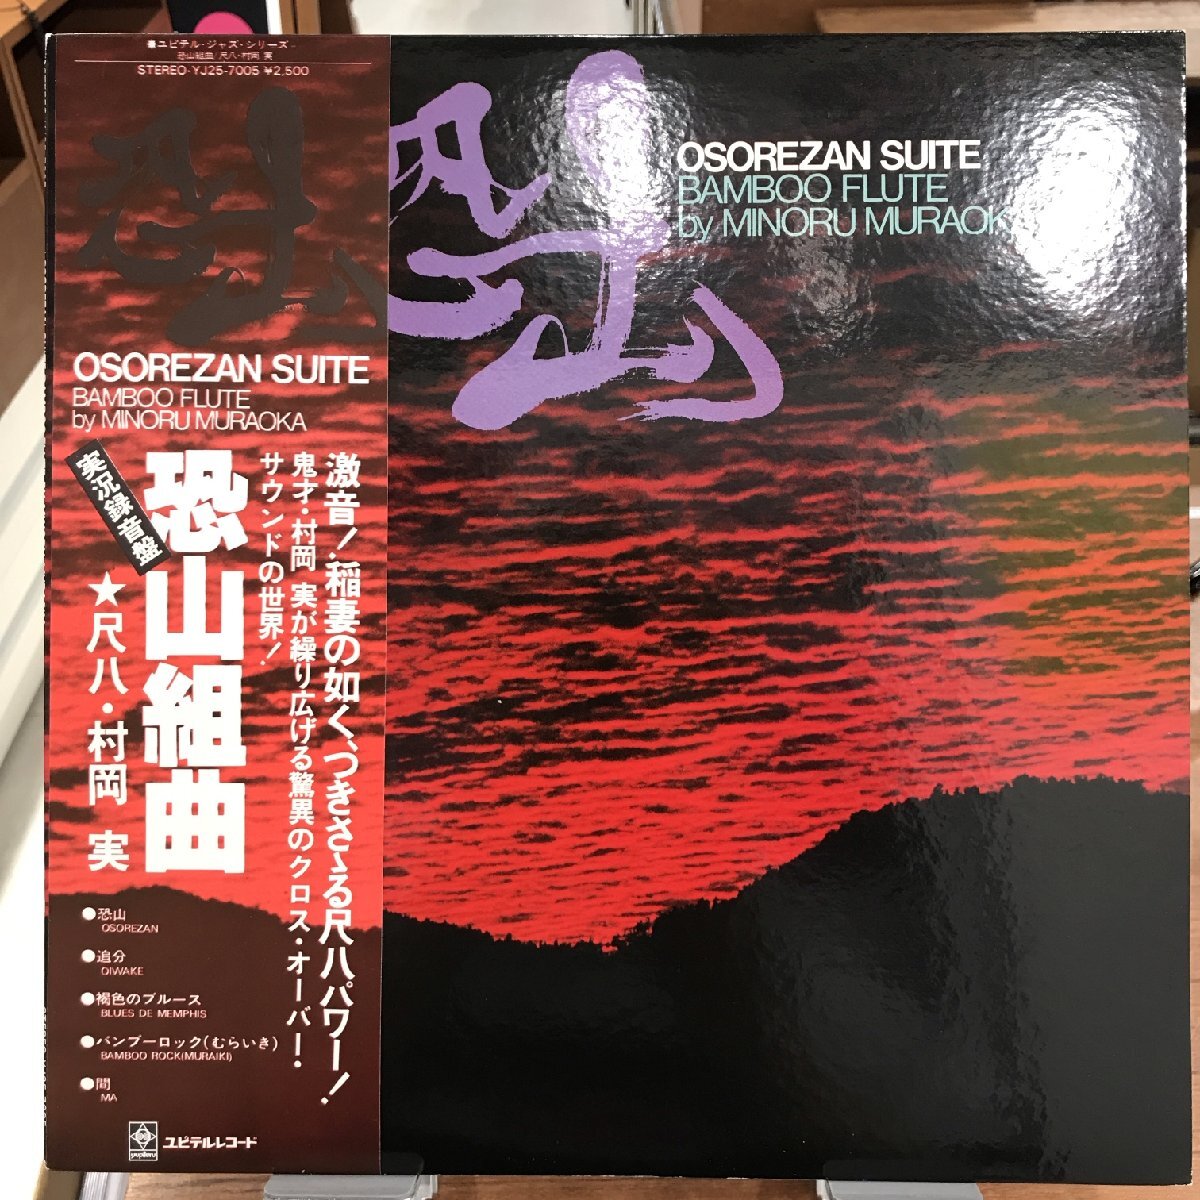 ■ユピテル・ジャズ・シリーズ
恐山組曲/尺八・村岡 実
STEREO・YJ25-7005 ¥2,500
恐山
OSOREZAN SUITE
BAMBOO FLUTE
by MINORU MURAOKA
激音!稲妻の如く、つきさゝる尺八パワー!
鬼才・村岡 実が繰り広げる驚異のクロス・オーバー・
サウンドの世界!
実況録音盤
恐山組曲
★尺八・村岡 実
●恐山
OSOREZAN
●追分
OIWAKE
●褐色のブルース
BLUES DE MEMPHIS
●バンブーロック(むらいき)
BAMBOO ROCK(MURAIKI)
●間
MA
yupiteru
ユピテルレコード
恐山
OSOREZAN SUITE
BAMBOO FLUTE
by MINORU MURAOK